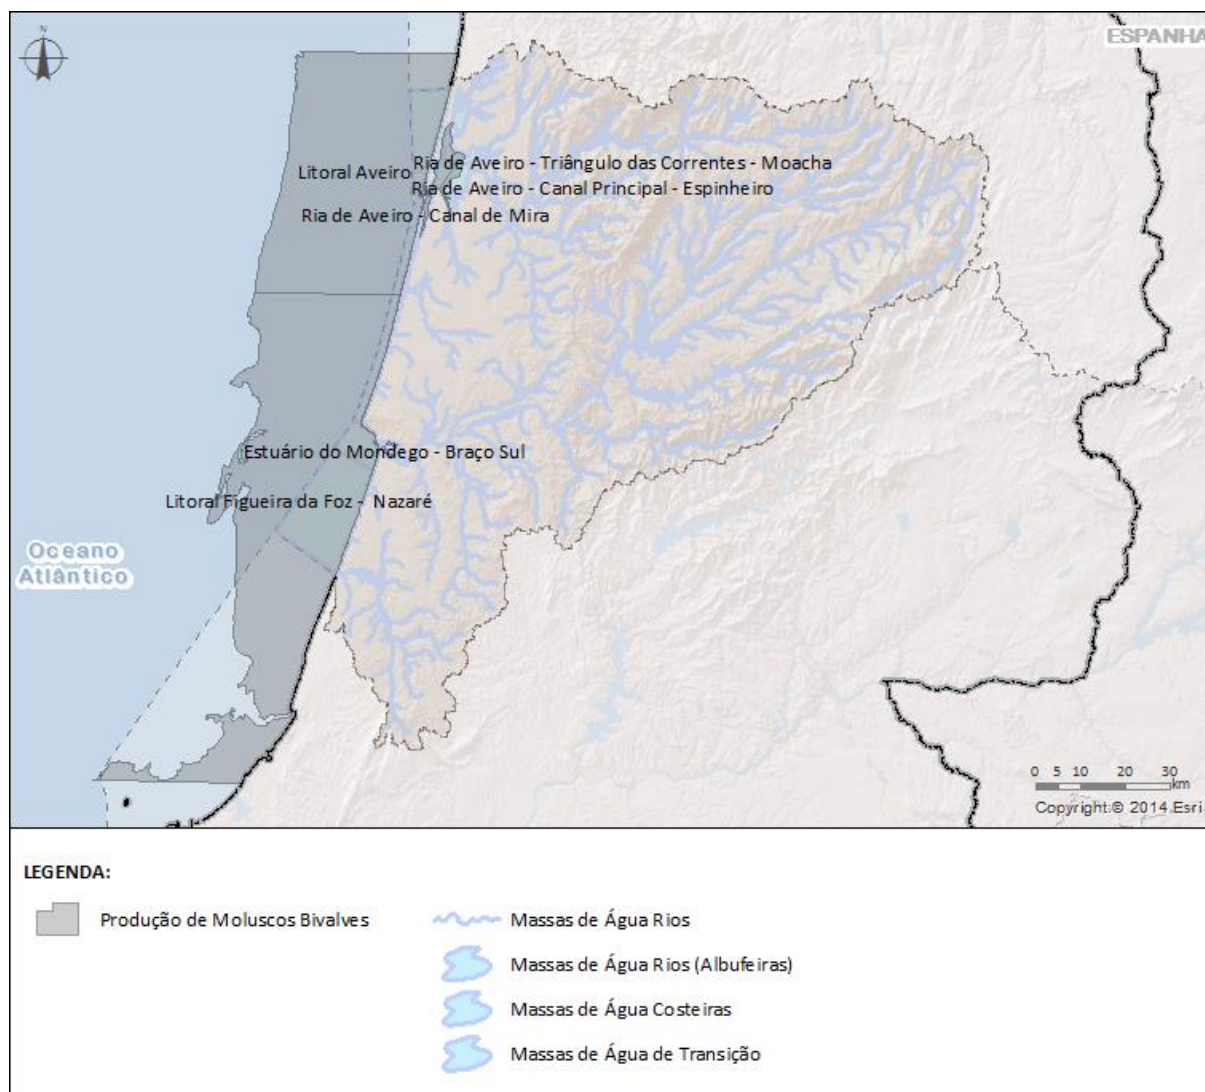 N
ESPANHA
Ria de Aveiro - Triângulo das Correntes - Moacha
Litoral Aveiro
Ria de Aveiro - Canal Principal - Espinheiro
Ria de Aveiro - Canal de Mira
Estuário do Mondego - Braço Sul
Litoral Figueira da Foz - Nazaré
Oceano
Atlântico
0 5 10 20 30
km
Copyright:© 2014 Esri
LEGENDA:
Produção de Moluscos Bivalves
Massas de Água Rios
Massas de Água Rios (Albufeiras)
Massas de Água Costeiras
Massas de Água de Transição